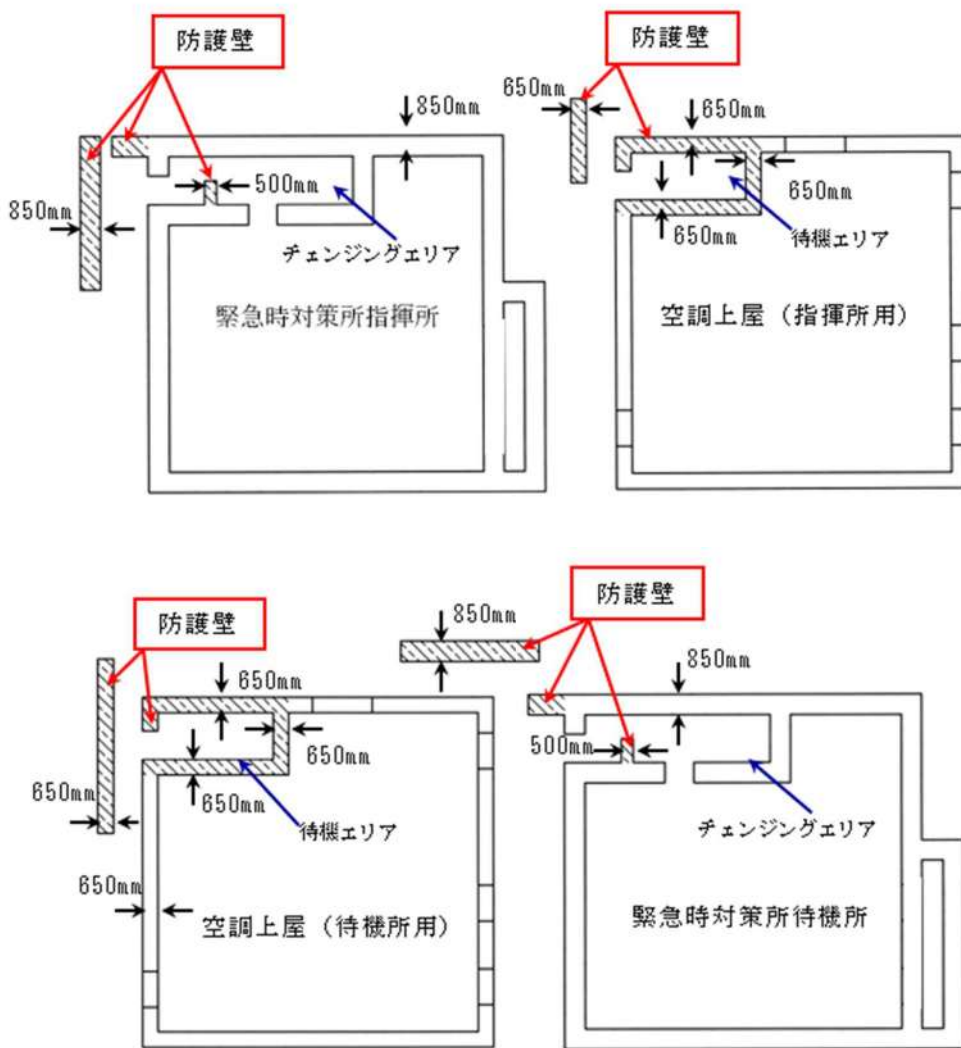 防護壁
850mm
500mm
850mm
チェンジングエリア
緊急時対策所指揮所
防護壁
650mm
650mm
650mm
650mm
待機エリア
空調上屋（指揮所用）
防護壁
650mm
650mm
650mm
650mm
待機エリア
650mm
空調上屋（待機所用）
防護壁
850mm
850mm
500mm
チェンジングエリア
緊急時対策所待機所